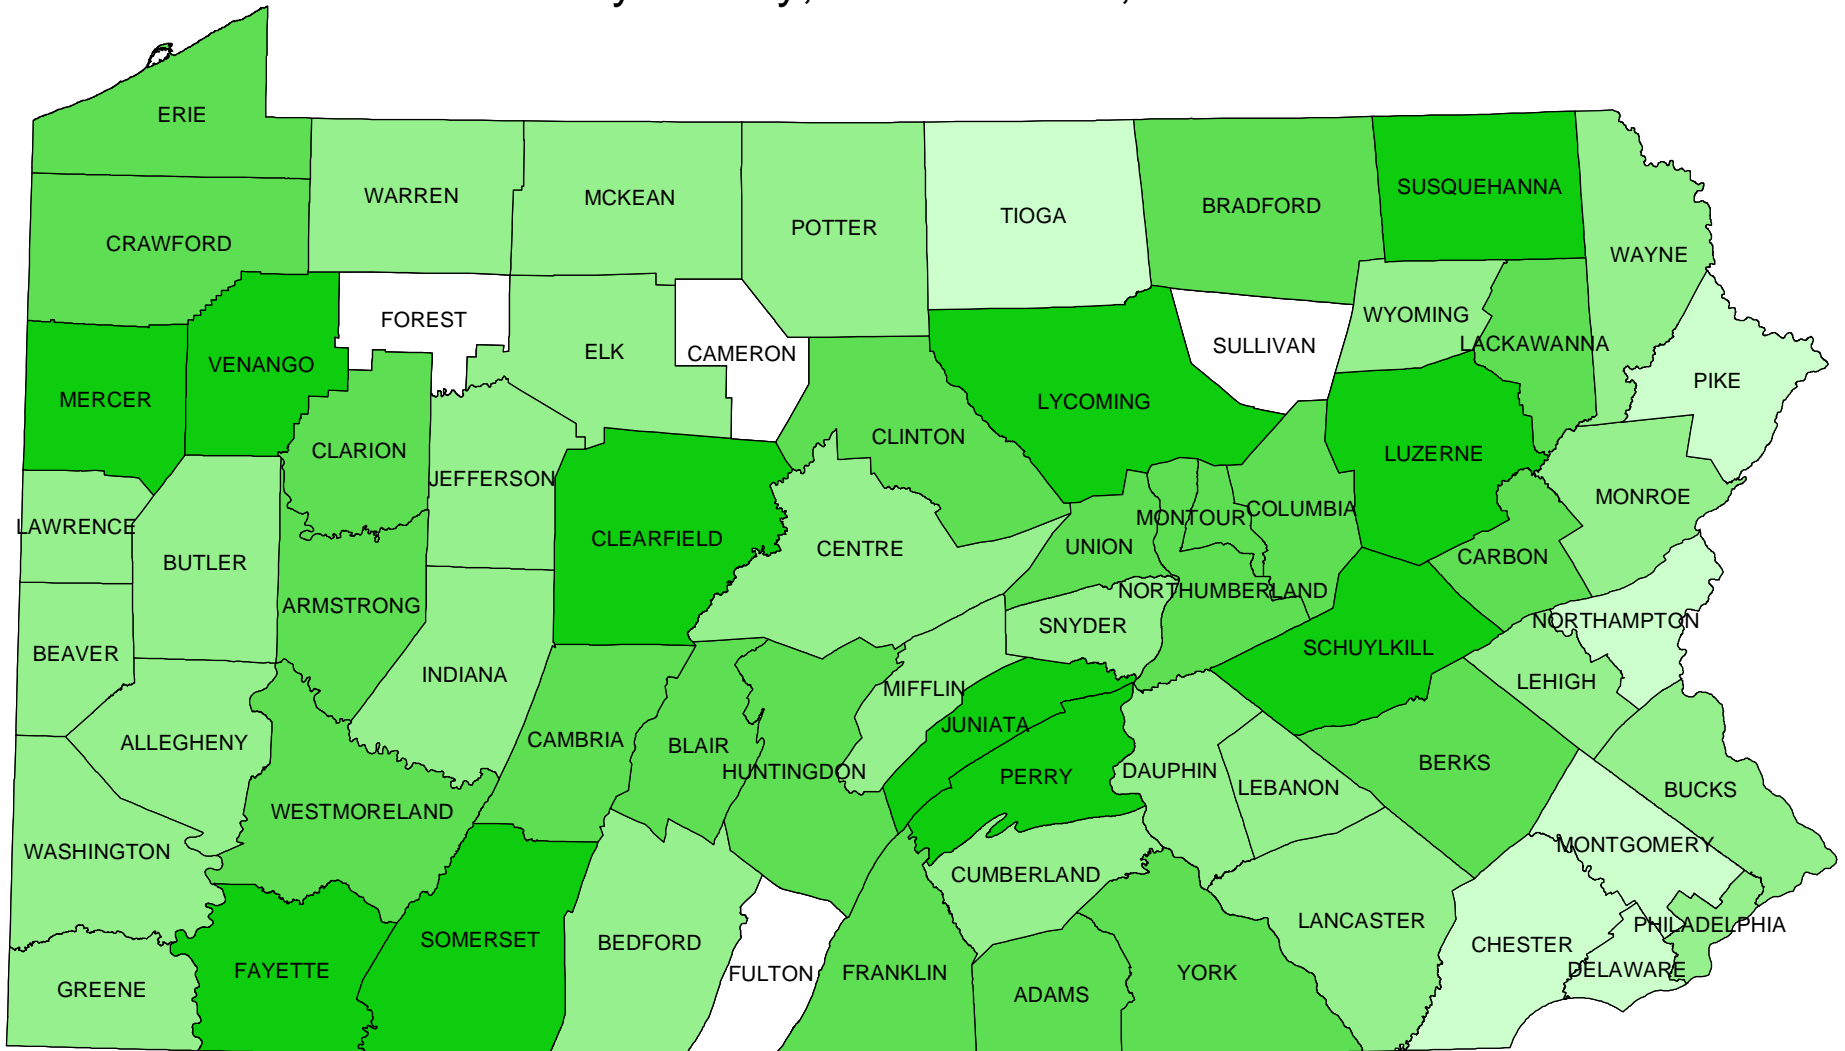 ERIE
WARREN
MCKEAN
POTTER
TIOGA
BRADFORD
SUSQUEHANNA
WAYNE
CRAWFORD
FOREST
ELK
CAMERON
SULLIVAN
WYOMING
LACKAWANNA
PIKE
MERCER
VENANGO
LYCOMING
CLINTON
LUZERNE
CLARION
JEFFERSON
MONROE
LAWRENCE
BUTLER
CLEARFIELD
CENTRE
UNION
MONTOUR
COLUMBIA
CARBON
ARMSTRONG
NORTHUMBERLAND
SNYDER
NORTHAMPTON
BEAVER
INDIANA
MIFFLIN
SCHUYLKILL
LEHIGH
ALLEGHENY
CAMBRIA
BLAIR
HUNTINGDON
JUNIATA
PERRY
DAUPHIN
LEBANON
BERKS
BUCKS
WESTMORELAND
WASHINGTON
CUMBERLAND
MONTGOMERY
GREENE
FAYETTE
SOMERSET
BEDFORD
FULTON
FRANKLIN
ADAMS
YORK
LANCASTER
CHESTER
DELAWARE
PHILADELPHIA